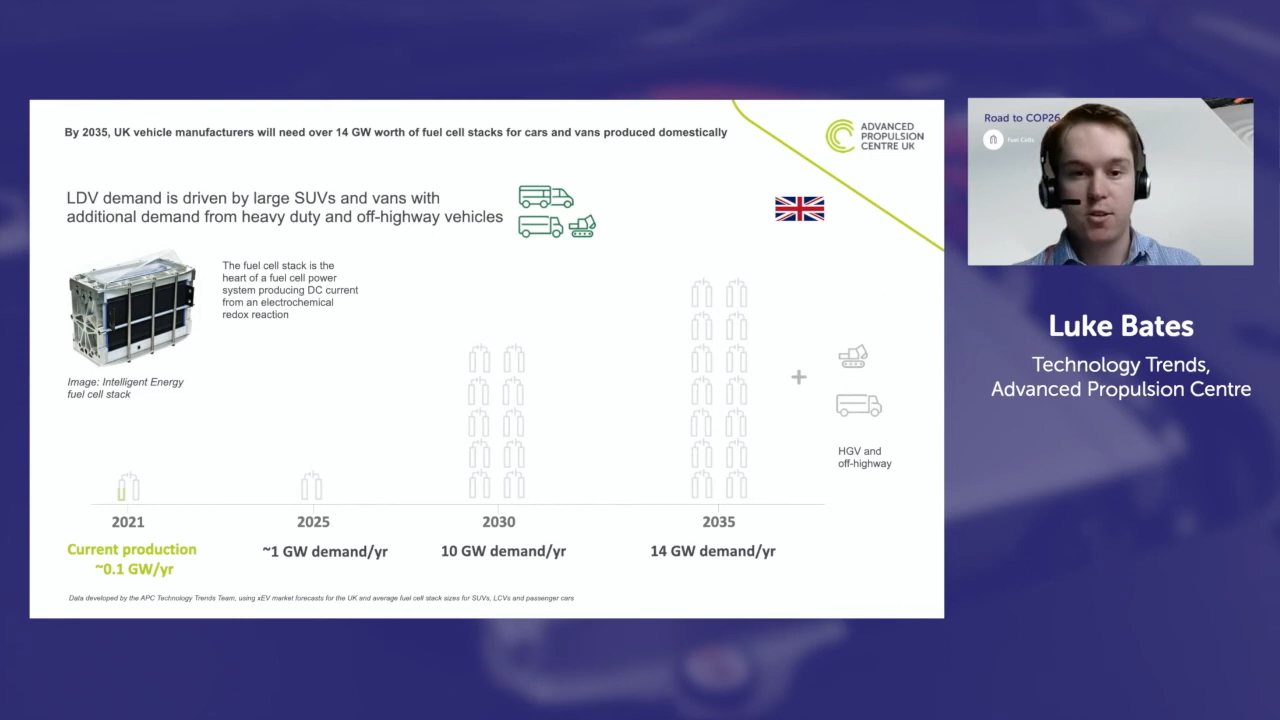 By 2035, UK vehicle manufacturers will need over 14 GW worth of fuel cell stacks for cars and vans produced domestically
ADVANCED
PROPULSION
CENTRE UK
LDV demand is driven by large SUVs and vans with
additional demand from heavy duty and off-highway vehicles
The fuel cell stack is the
heart of a fuel cell power
system producing DC current
from an electrochemical
redox reaction
Image: Intelligent Energy
fuel cell stack
HGV and
off-highway
2021
2025
2030
2035
Current production
~0.1 GW/yr
~1 GW demand/yr
10 GW demand/yr
14 GW demand/yr
Data developed by the APC Technology Trends Team, using xEV market forecasts for the UK and average fuel cell stack sizes for SUVs, LCVs and passenger cars
Road to COP26
Fuel Cells
Luke Bates
Technology Trends,
Advanced Propulsion Centre